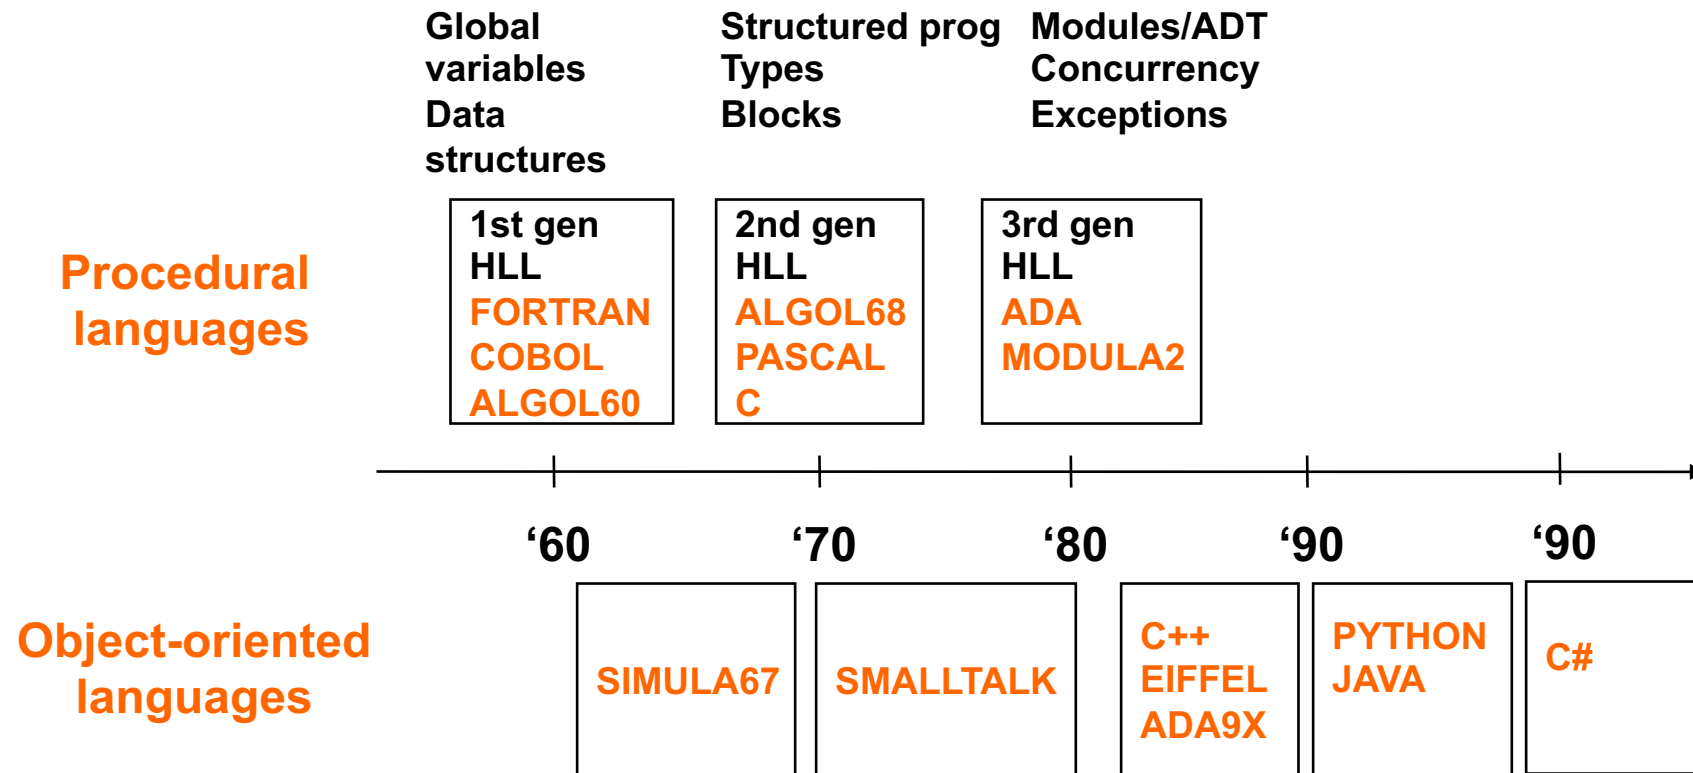 Global
variables
Data
structures
Structured prog
Types
Blocks
Modules/ADT
Concurrency
Exceptions
Procedural
languages
1st gen
HLL
FORTRAN
COBOL
ALGOL60
2nd gen
HLL
ALGOL68
PASCAL
C
3rd gen
HLL
ADA
MODULA2
‘60
‘70
‘80
‘90
‘90
Object-oriented
languages
SIMULA67
SMALLTALK
C++
EIFFEL
ADA9X
PYTHON
JAVA
C#